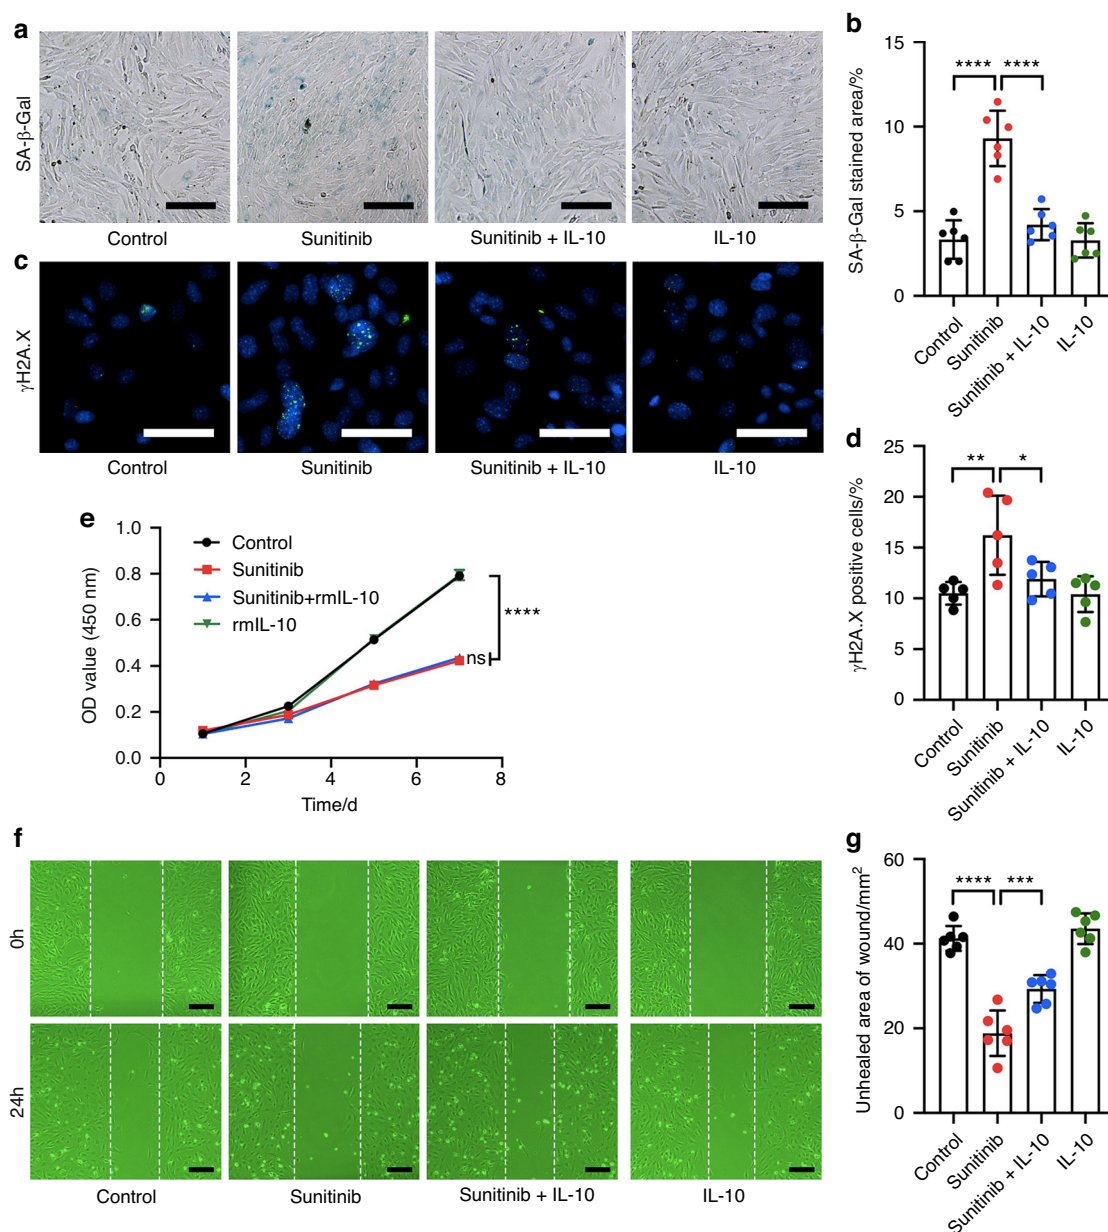 a
SA-β-Gal
Control
Sunitinib
Sunitinib + IL-10
IL-10
b
SA-β-Gal stained area/%
15
10
5
0
****
****
Control
Sunitinib
Sunitinib + IL-10
IL-10
c
γH2A.X
Control
Sunitinib
Sunitinib + IL-10
IL-10
d
γH2A.X positive cells/%
25
20
15
10
5
0
**
*
Control
Sunitinib
Sunitinib + IL-10
IL-10
e
OD value (450 nm)
1.0
0.8
0.6
0.4
0.2
0.0
Control
Sunitinib
Sunitinib+rmIL-10
rmIL-10
****
ns
0 2 4 6 8
Time/d
f
0h
24h
Control
Sunitinib
Sunitinib + IL-10
IL-10
g
Unhealed area of wound/mm²
60
40
20
0
****
***
Control
Sunitinib
Sunitinib + IL-10
IL-10